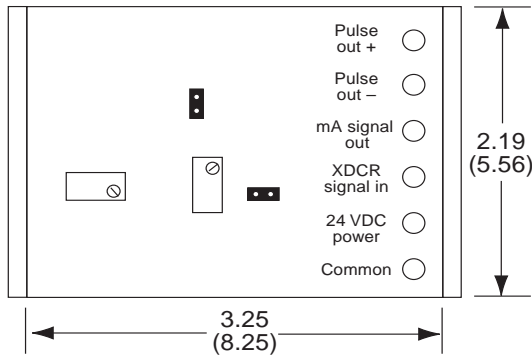 Pulse
out +
Pulse
out –
mA signal
out
XDCR
signal in
24 VDC
power
Common
2.19
(5.56)
3.25
(8.25)